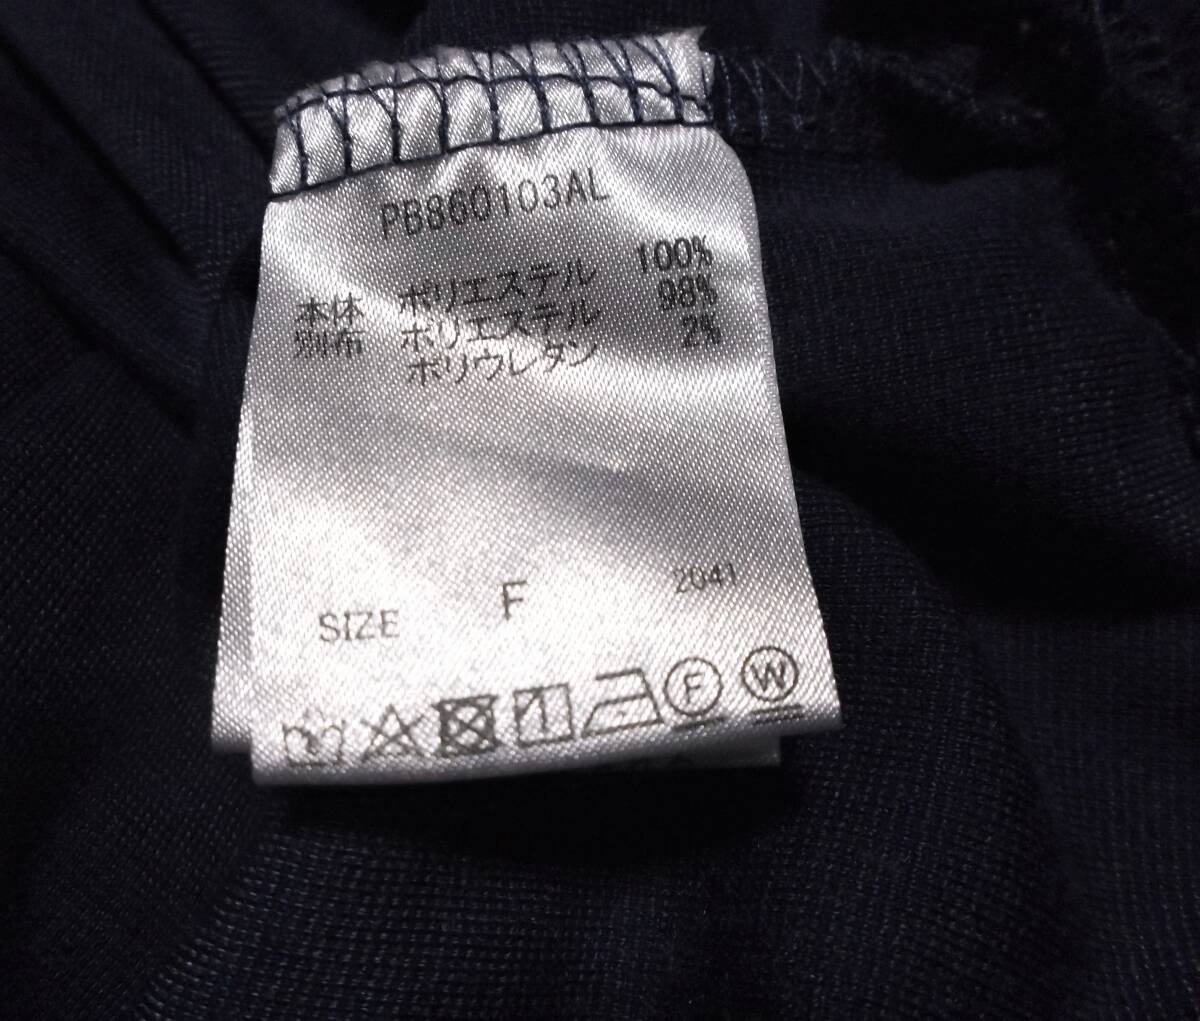 PB860103AL
本体 ポリエステル 100%
別布 ポリエステル 98%
ポリウレタン 2%
SIZE F 2041
F W